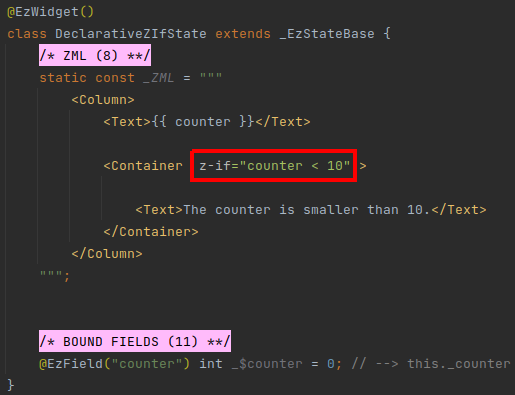 @EzWidget()
class DeclarativeZIfState extends _EzStateBase {
/* ZML (8) **/
static const _ZML = """
<Column>
<Text>{{ counter }}</Text>
<Container z-if="counter < 10" >
<Text>The counter is smaller than 10.</Text>
</Container>
</Column>
""";
/* BOUND FIELDS (11) **/
@EzField("counter") int _$counter = 0; // --> this._counter
}